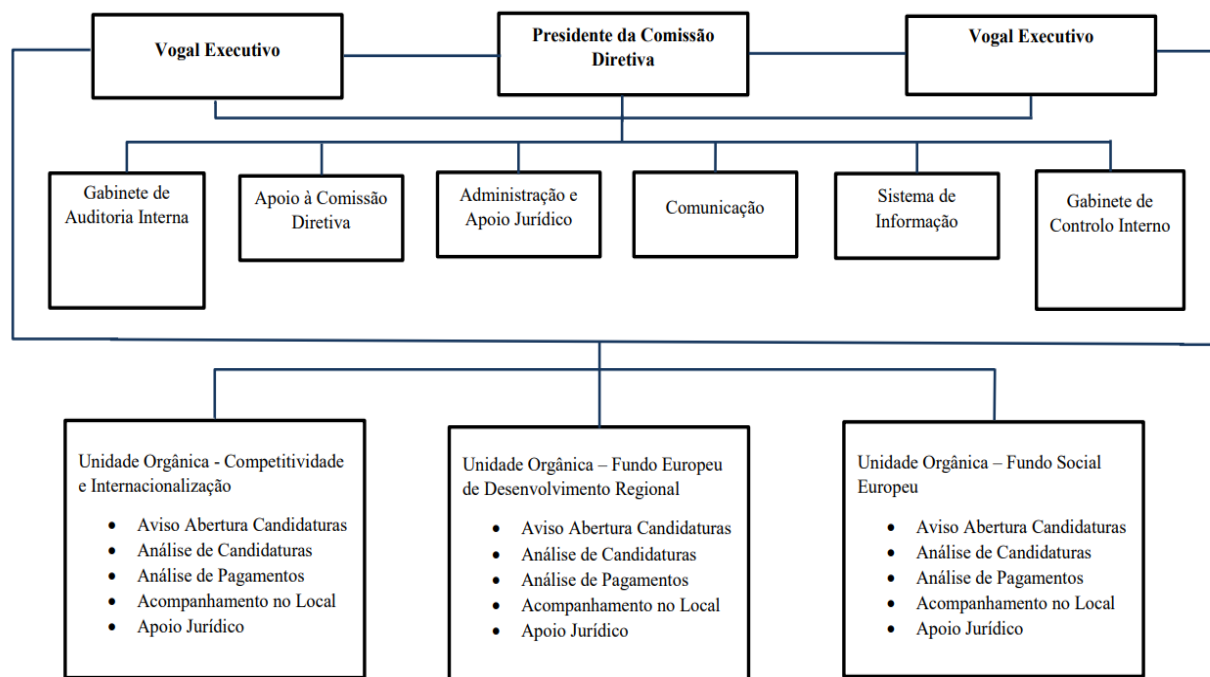 Vogal Executivo
Presidente da Comissão
Diretiva
Vogal Executivo
Gabinete de
Auditoria Interna
Apoio à Comissão
Diretiva
Administração e
Apoio Jurídico
Comunicação
Sistema de
Informação
Gabinete de
Controlo Interno
Unidade Orgânica - Competitividade
e Internacionalização
• Aviso Abertura Candidaturas
• Análise de Candidaturas
• Análise de Pagamentos
• Acompanhamento no Local
• Apoio Jurídico
Unidade Orgânica – Fundo Europeu
de Desenvolvimento Regional
• Aviso Abertura Candidaturas
• Análise de Candidaturas
• Análise de Pagamentos
• Acompanhamento no Local
• Apoio Jurídico
Unidade Orgânica – Fundo Social
Europeu
• Aviso Abertura Candidaturas
• Análise de Candidaturas
• Análise de Pagamentos
• Acompanhamento no Local
• Apoio Jurídico